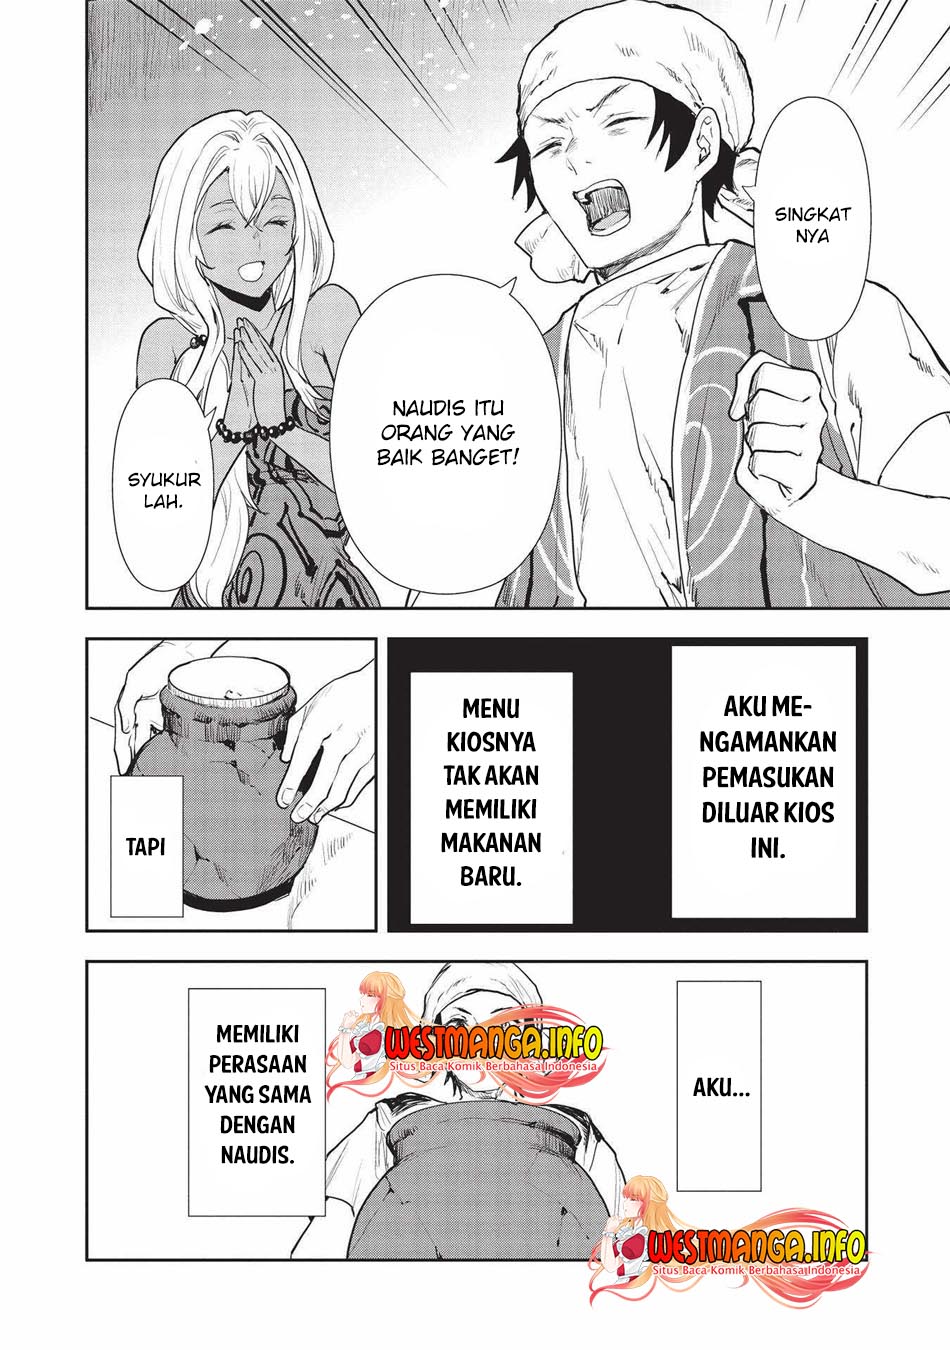 SINGKAT
NYA
NAUDIS ITU
ORANG YANG
BAIK BANGET!
SYUKUR
LAH.
AKU ME-
NGAMANKAN
PEMASUKAN
DILUAR KIOS
INI.
MENU
KIOSNYA
TAK AKAN
MEMILIKI
MAKANAN
BARU.
TAPI
AKU...
MEMILIKI
PERASAAN
YANG SAMA
DENGAN
NAUDIS.
WESTMANGA.INFO
Situs Baca Komik Berbahasa Indonesia
WESTMANGA.INFO
Situs Baca Komik Berbahasa Indonesia